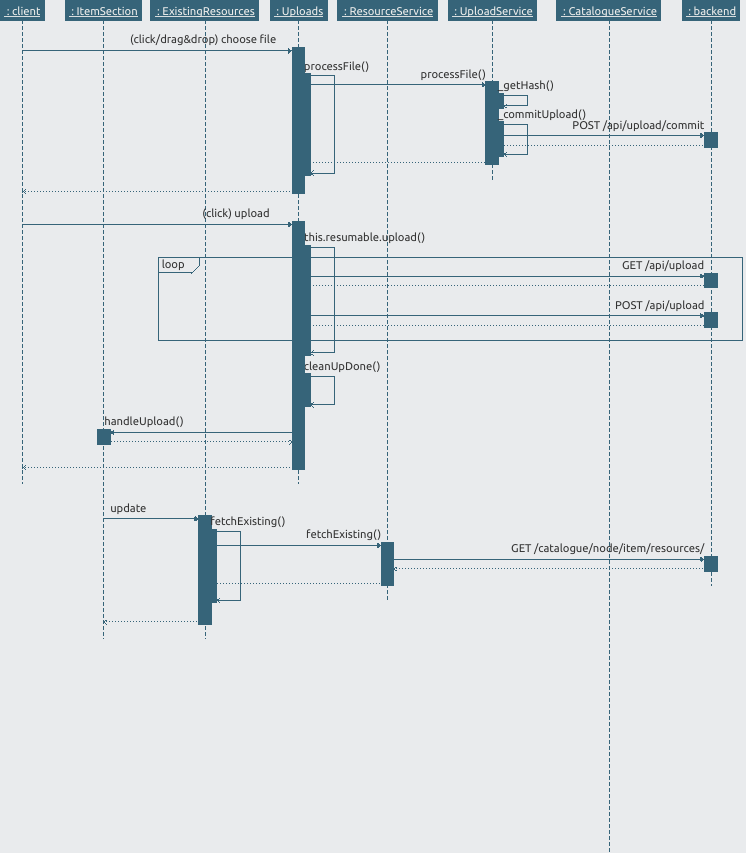 : client
: ItemSection
: ExistingResources
: Uploads
: ResourceService
: UploadService
: CatalogueService
: backend
(click/drag&drop) choose file
processFile()
processFile()
getHash()
commitUpload()
POST /api/upload/commit
(click) upload
this.resumable.upload()
loop
GET /api/upload
POST /api/upload
cleanUpDone()
handleUpload()
update
fetchExisting()
fetchExisting()
GET /catalogue/node/item/resources/